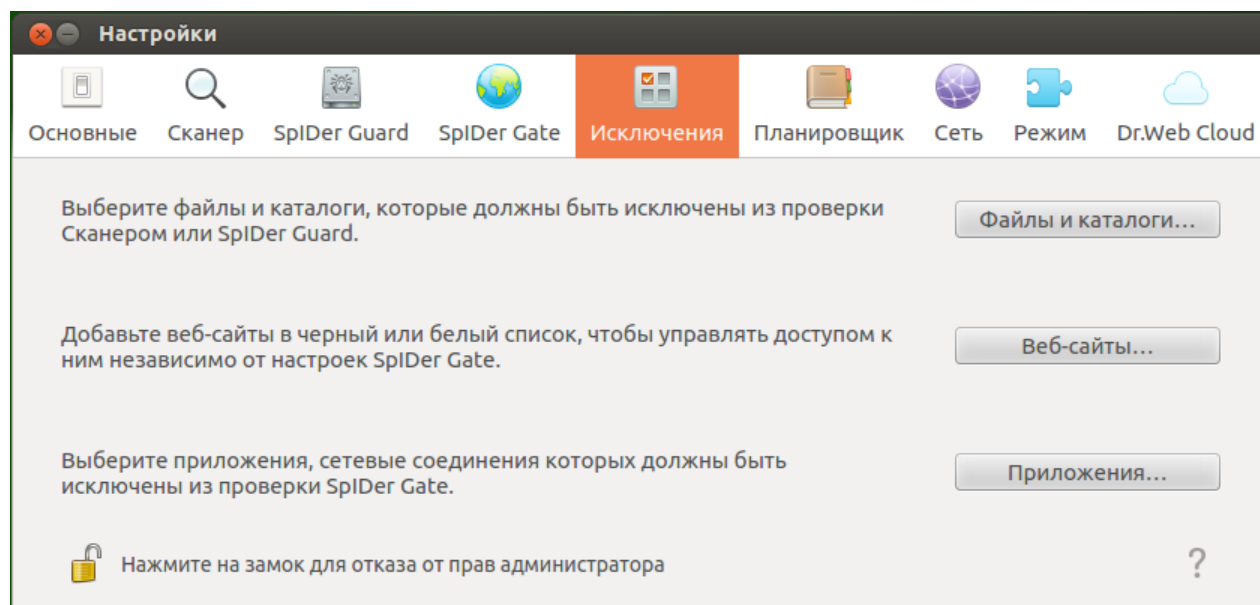 Настройки
Основные Сканер SpIDer Guard SpIDer Gate Исключения Планировщик Сеть Режим Dr.Web Cloud
Выберите файлы и каталоги, которые должны быть исключены из проверки
Сканером или SpIDer Guard.
Файлы и каталоги...
Добавьте веб-сайты в черный или белый список, чтобы управлять доступом к
ним независимо от настроек SpIDer Gate.
Веб-сайты...
Выберите приложения, сетевые соединения которых должны быть
исключены из проверки SpIDer Gate.
Приложения...
Нажмите на замок для отказа от прав администратора
?